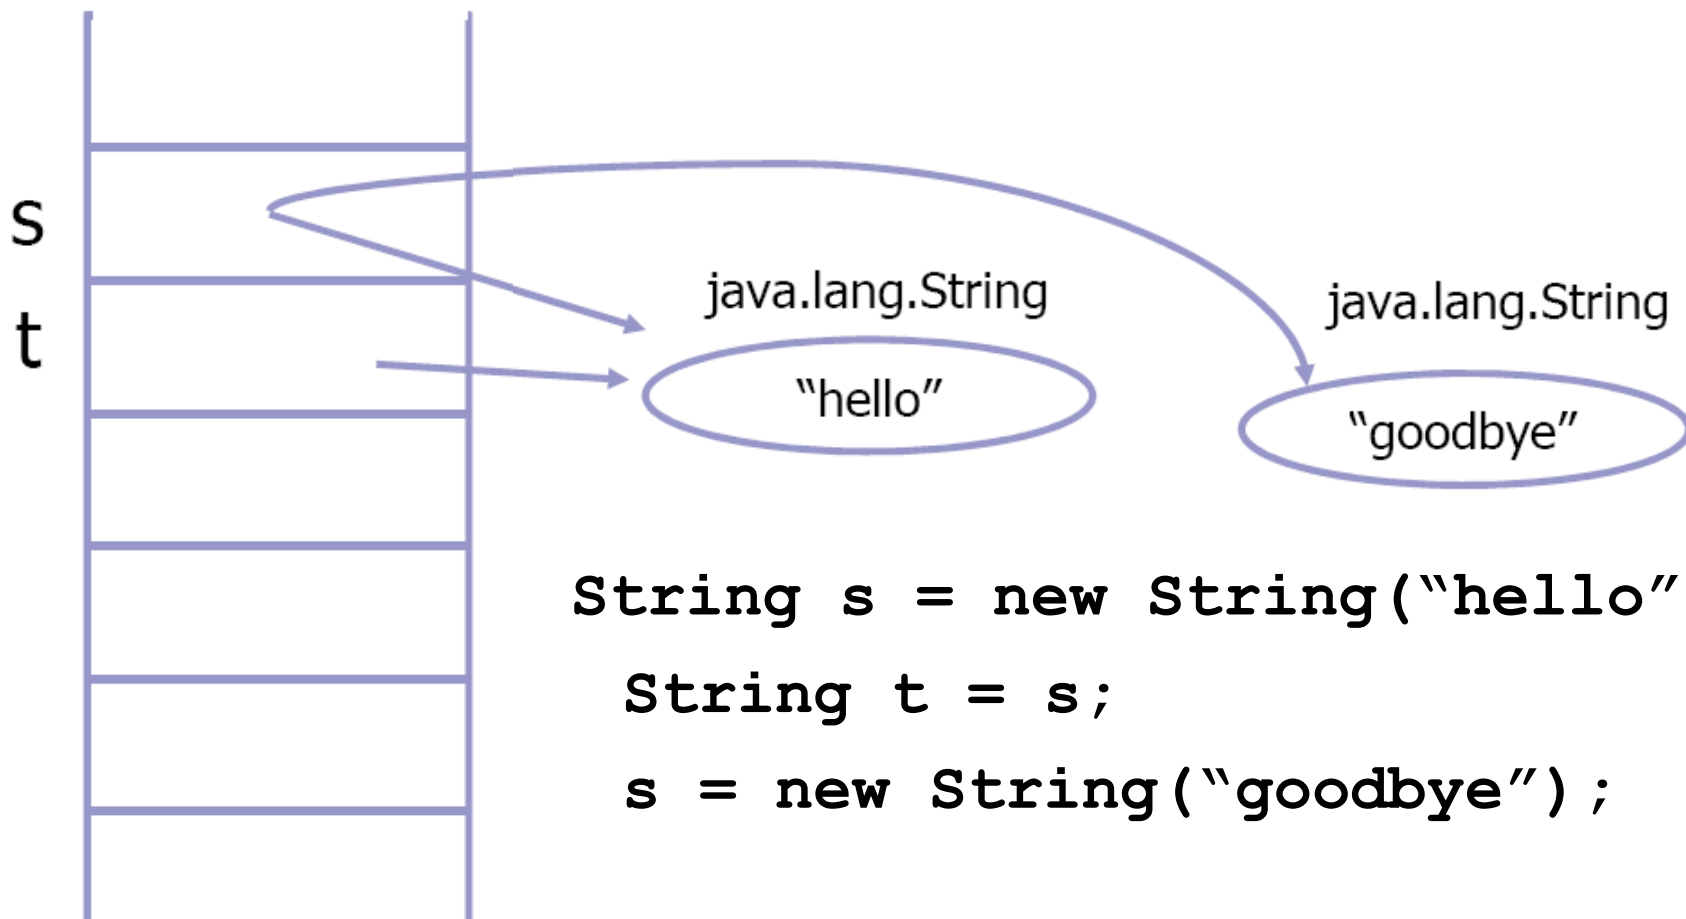 s
t
java.lang.String
“hello”
java.lang.String
“goodbye”
String s = new String(“hello”
String t = s;
s = new String(“goodbye”);